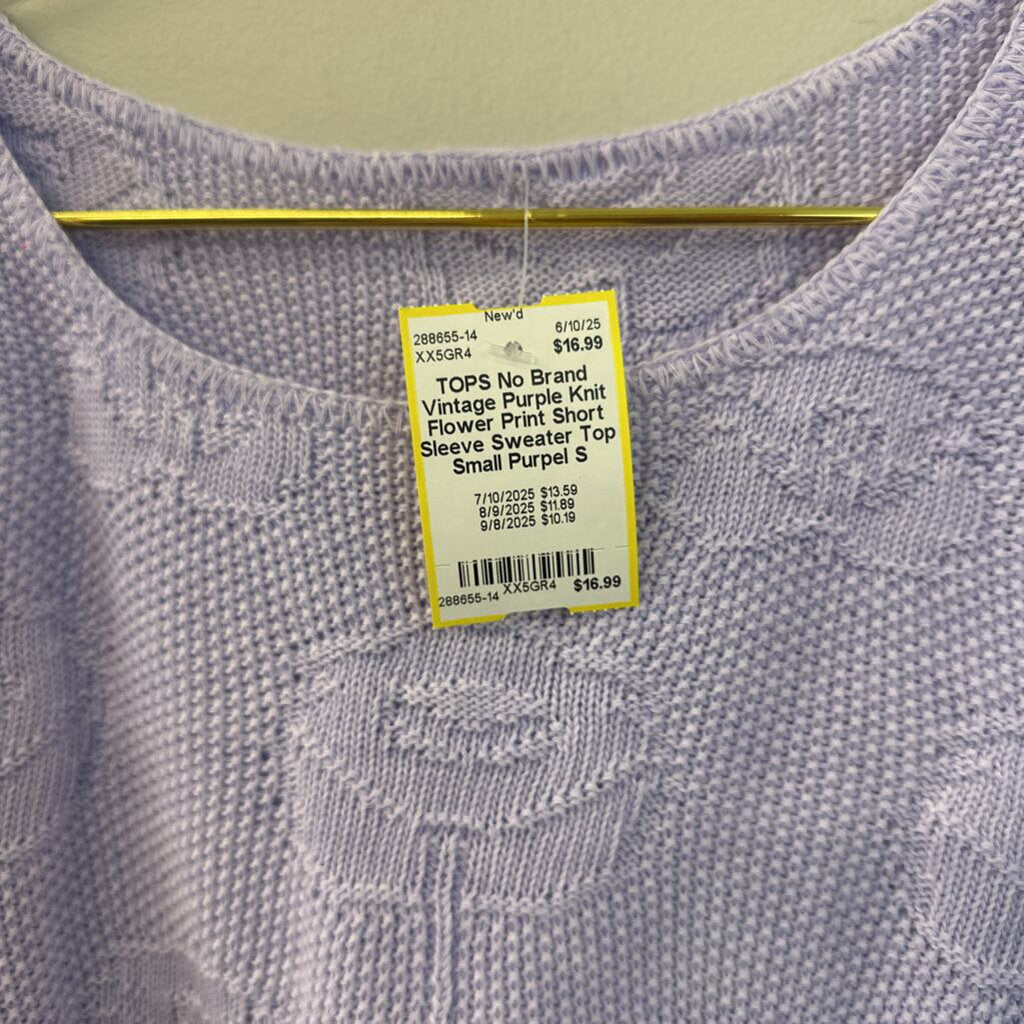 New'd
288655-14 6/10/25
XX5GR4 $16.99
TOPS No Brand
Vintage Purple Knit
Flower Print Short
Sleeve Sweater Top
Small Purpel S
7/10/2025 $13.59
8/9/2025 $11.89
9/8/2025 $10.19
288655-14 XX5GR4 $16.99